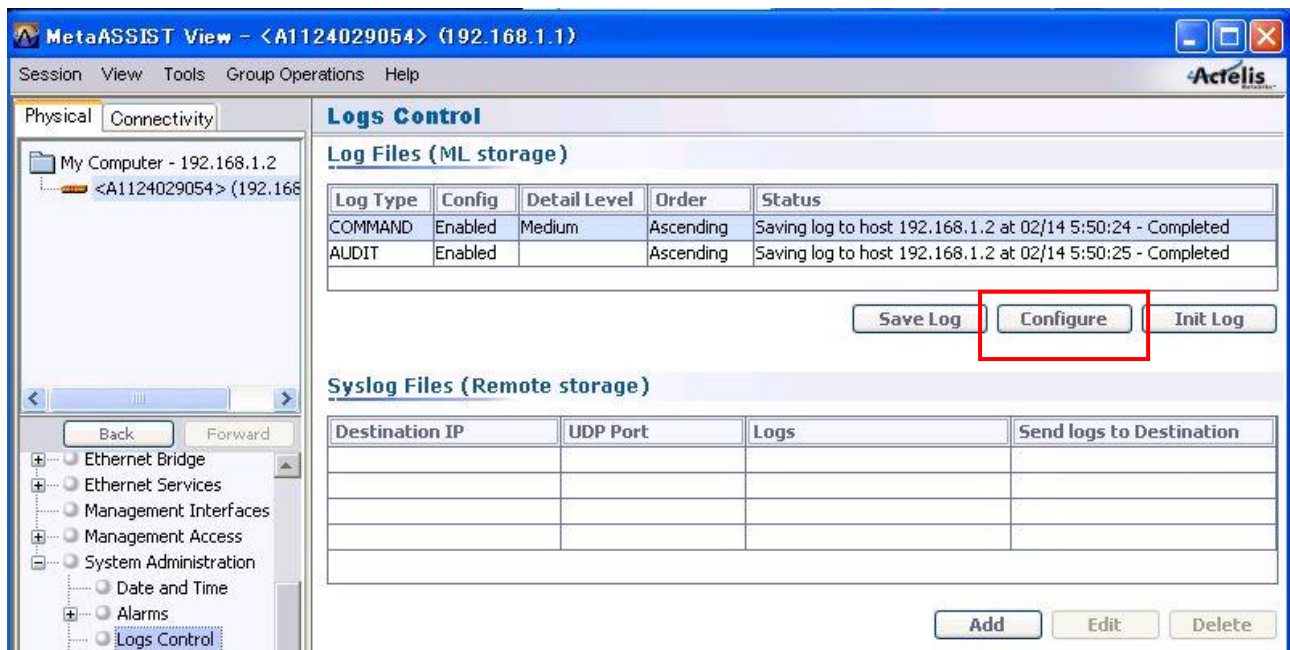 MetaASSIST View - <A1124029054> (192.168.1.1)
Session View Tools Group Operations Help
Actelis
Physical Connectivity
My Computer - 192.168.1.2
<A1124029054> (192.168
Back Forward
Ethernet Bridge
Ethernet Services
Management Interfaces
Management Access
System Administration
Date and Time
Alarms
Logs Control
Logs Control
Log Files (ML storage)
Log Type Config Detail Level Order Status
COMMAND Enabled Medium Ascending Saving log to host 192.168.1.2 at 02/14 5:50:24 - Completed
AUDIT Enabled Ascending Saving log to host 192.168.1.2 at 02/14 5:50:25 - Completed
Save Log Configure Init Log
Syslog Files (Remote storage)
Destination IP UDP Port Logs Send logs to Destination
Add Edit Delete